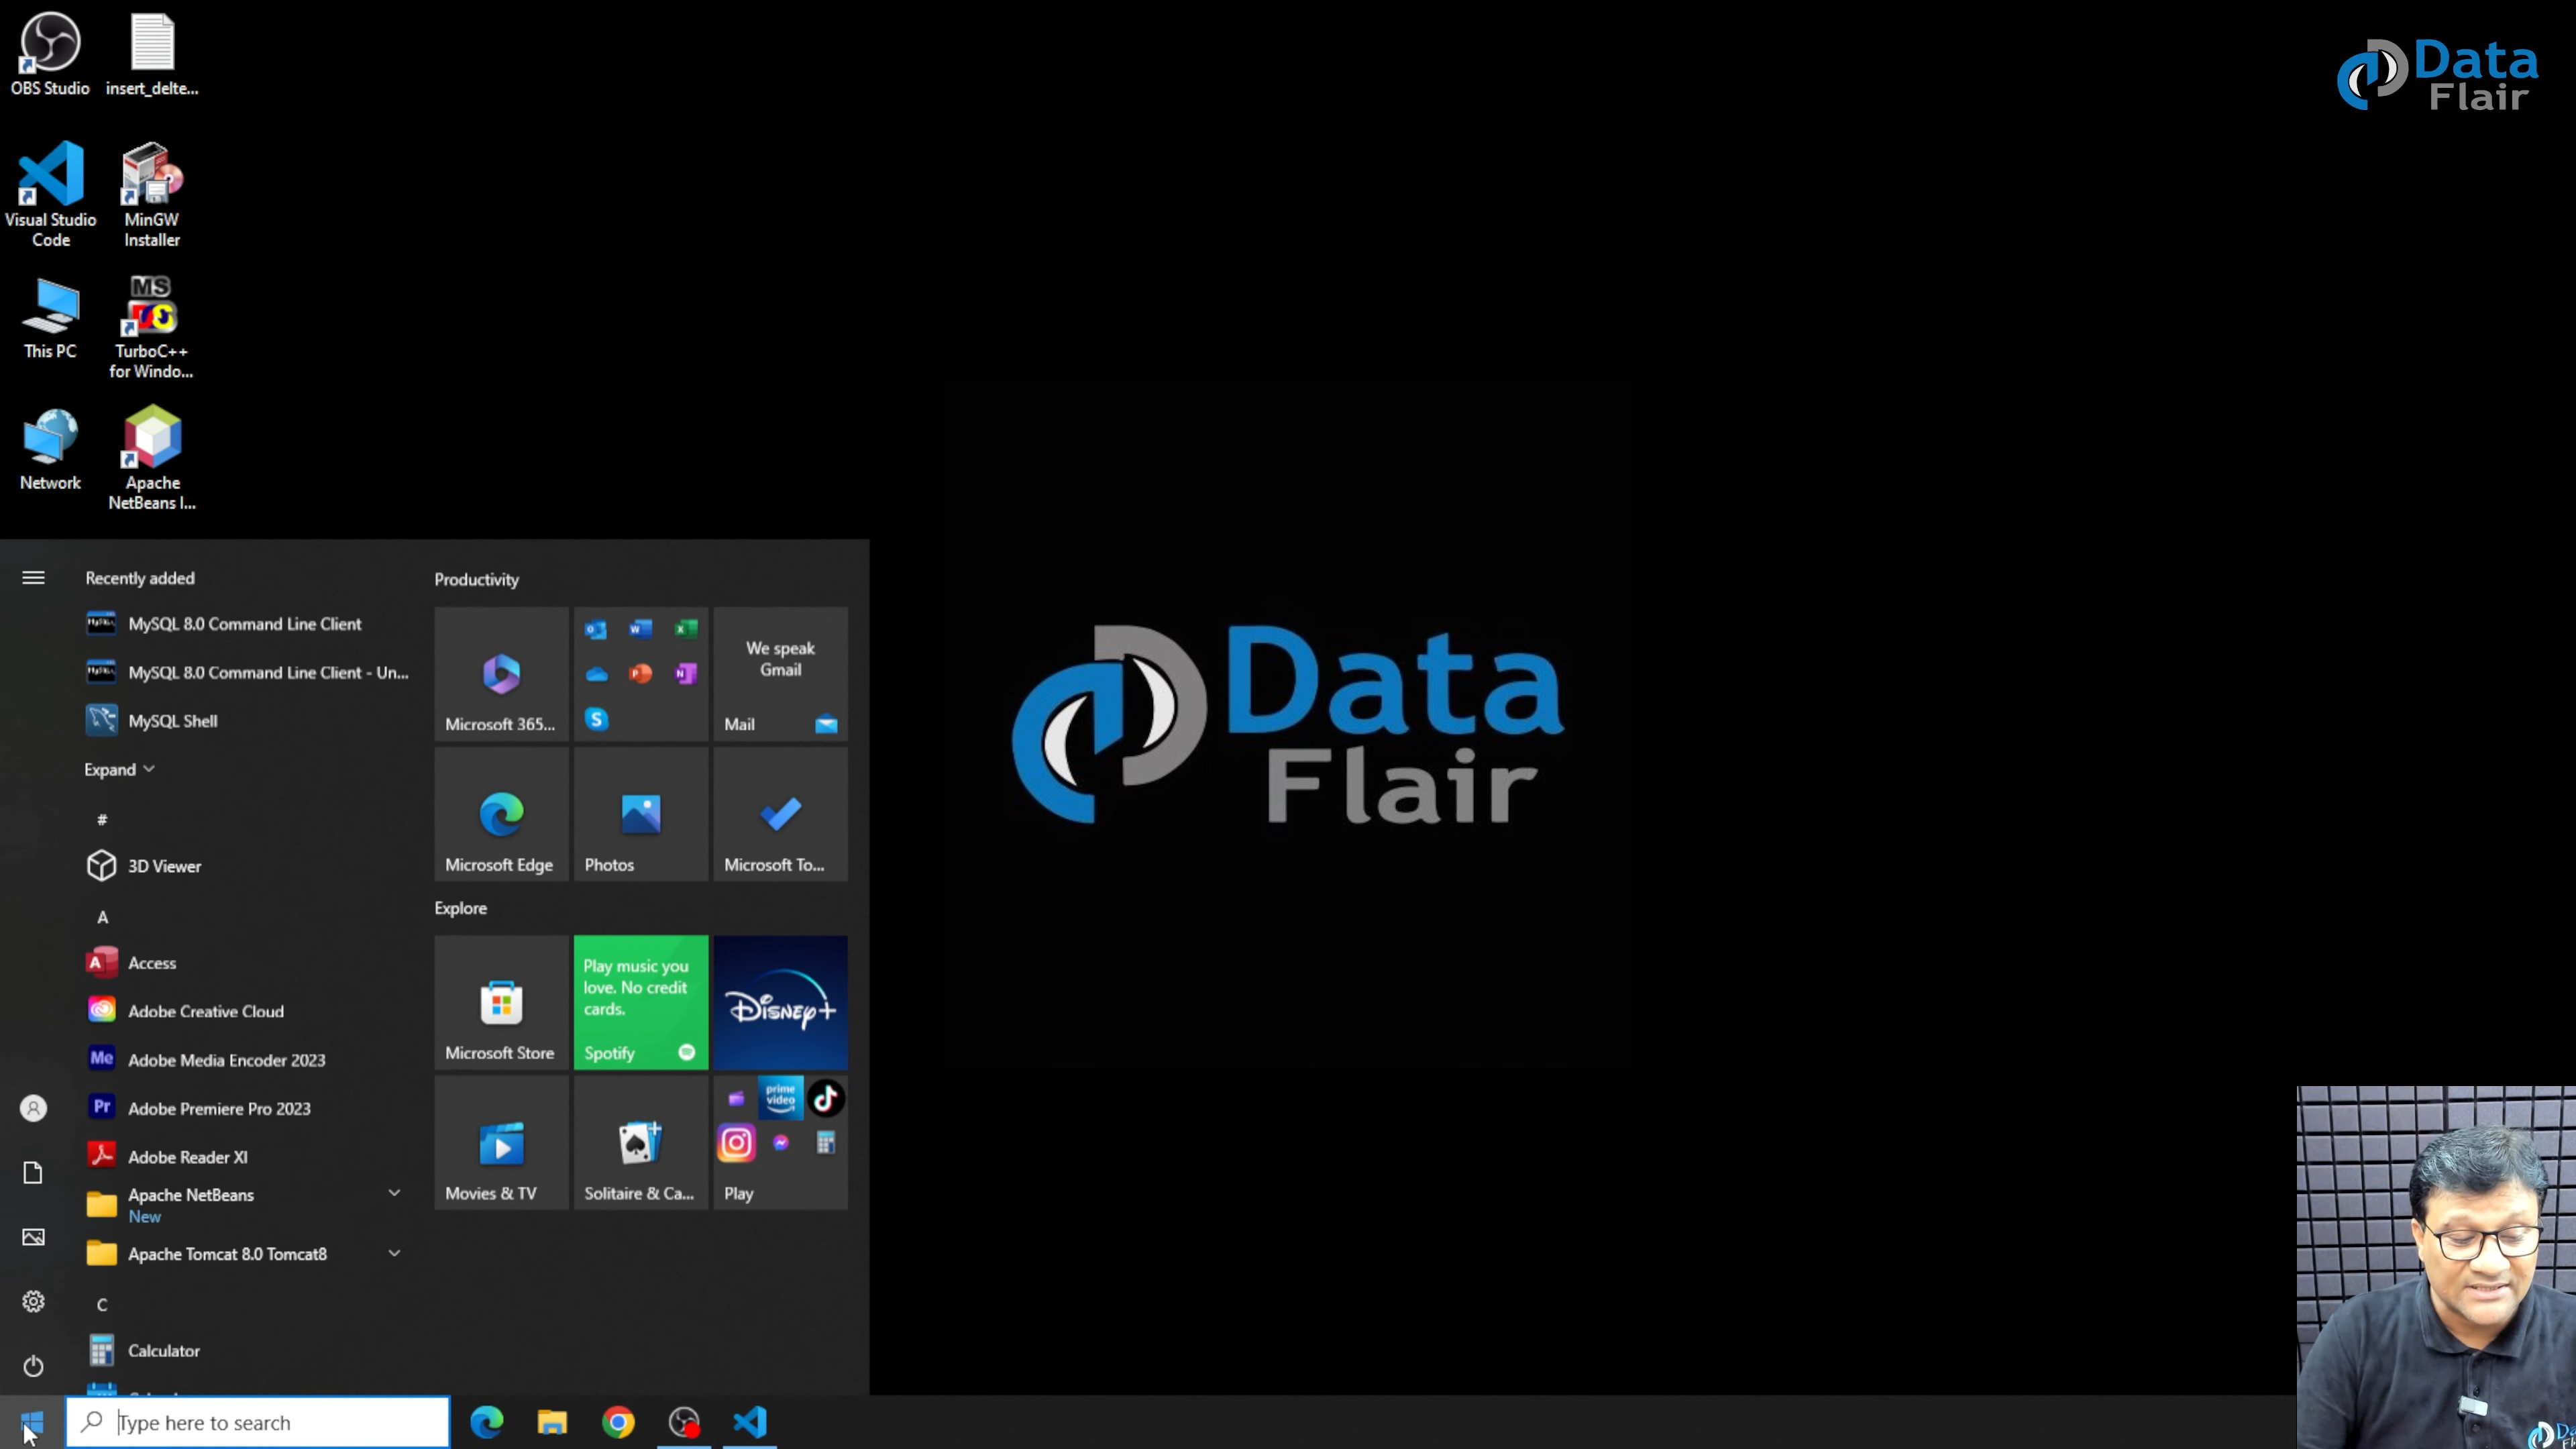 OBS Studio
insert_delte...
Visual Studio
Code
MinGW
Installer
This PC
TurboC++
for Windo...
Network
Apache
NetBeans I...
Data
Flair
Recently added
MySQL 8.0 Command Line Client
MySQL 8.0 Command Line Client - Un...
MySQL Shell
Expand
#
3D Viewer
A
Access
Adobe Creative Cloud
Adobe Media Encoder 2023
Adobe Premiere Pro 2023
Adobe Reader XI
Apache NetBeans
New
Apache Tomcat 8.0 Tomcat8
C
Calculator
Productivity
Microsoft 365...
We speak
Gmail
Mail
Microsoft Edge
Photos
Microsoft To...
Explore
Microsoft Store
Play music you
love. No credit
cards.
Spotify
Disney+
Movies & TV
Solitaire & Ca...
prime
video
Play
Data
Flair
Type here to search